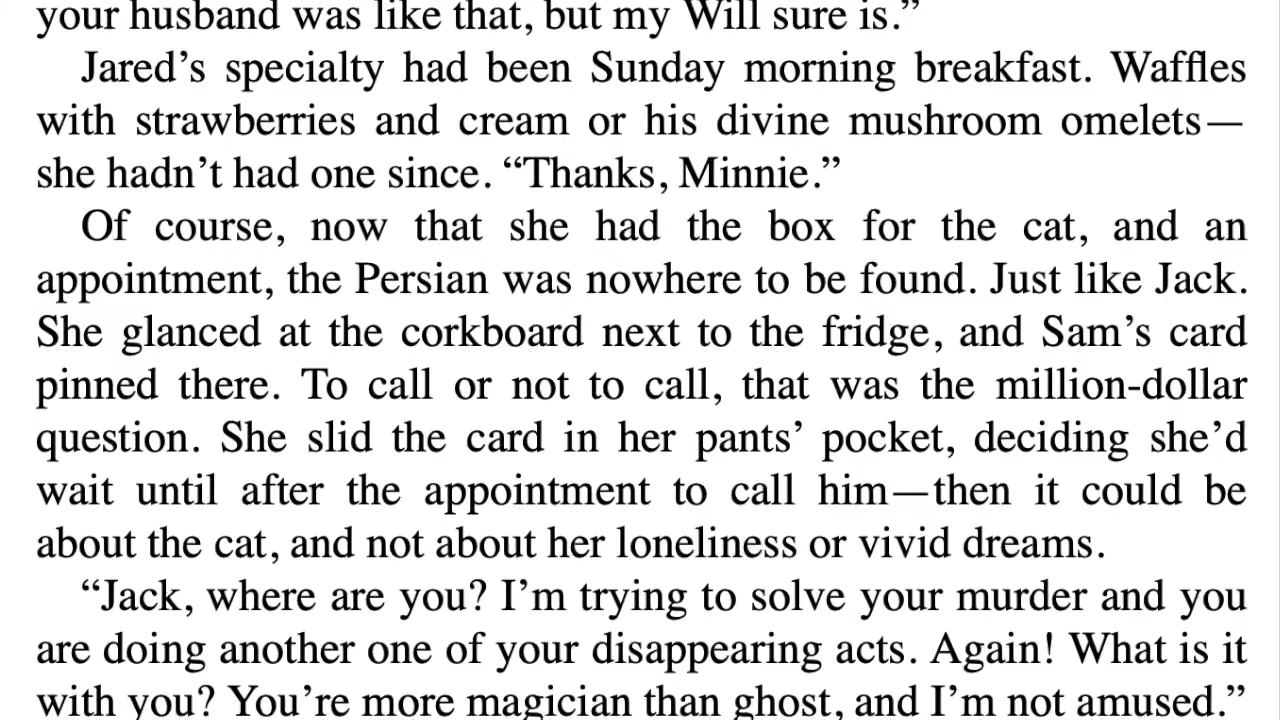 your husband was like that, but my Will sure is.”
Jared’s specialty had been Sunday morning breakfast. Waffles
with strawberries and cream or his divine mushroom omelets—
she hadn’t had one since. “Thanks, Minnie.”
Of course, now that she had the box for the cat, and an
appointment, the Persian was nowhere to be found. Just like Jack.
She glanced at the corkboard next to the fridge, and Sam’s card
pinned there. To call or not to call, that was the million-dollar
question. She slid the card in her pants’ pocket, deciding she’d
wait until after the appointment to call him—then it could be
about the cat, and not about her loneliness or vivid dreams.
“Jack, where are you? I’m trying to solve your murder and you
are doing another one of your disappearing acts. Again! What is it
with you? You’re more magician than ghost, and I’m not amused.”